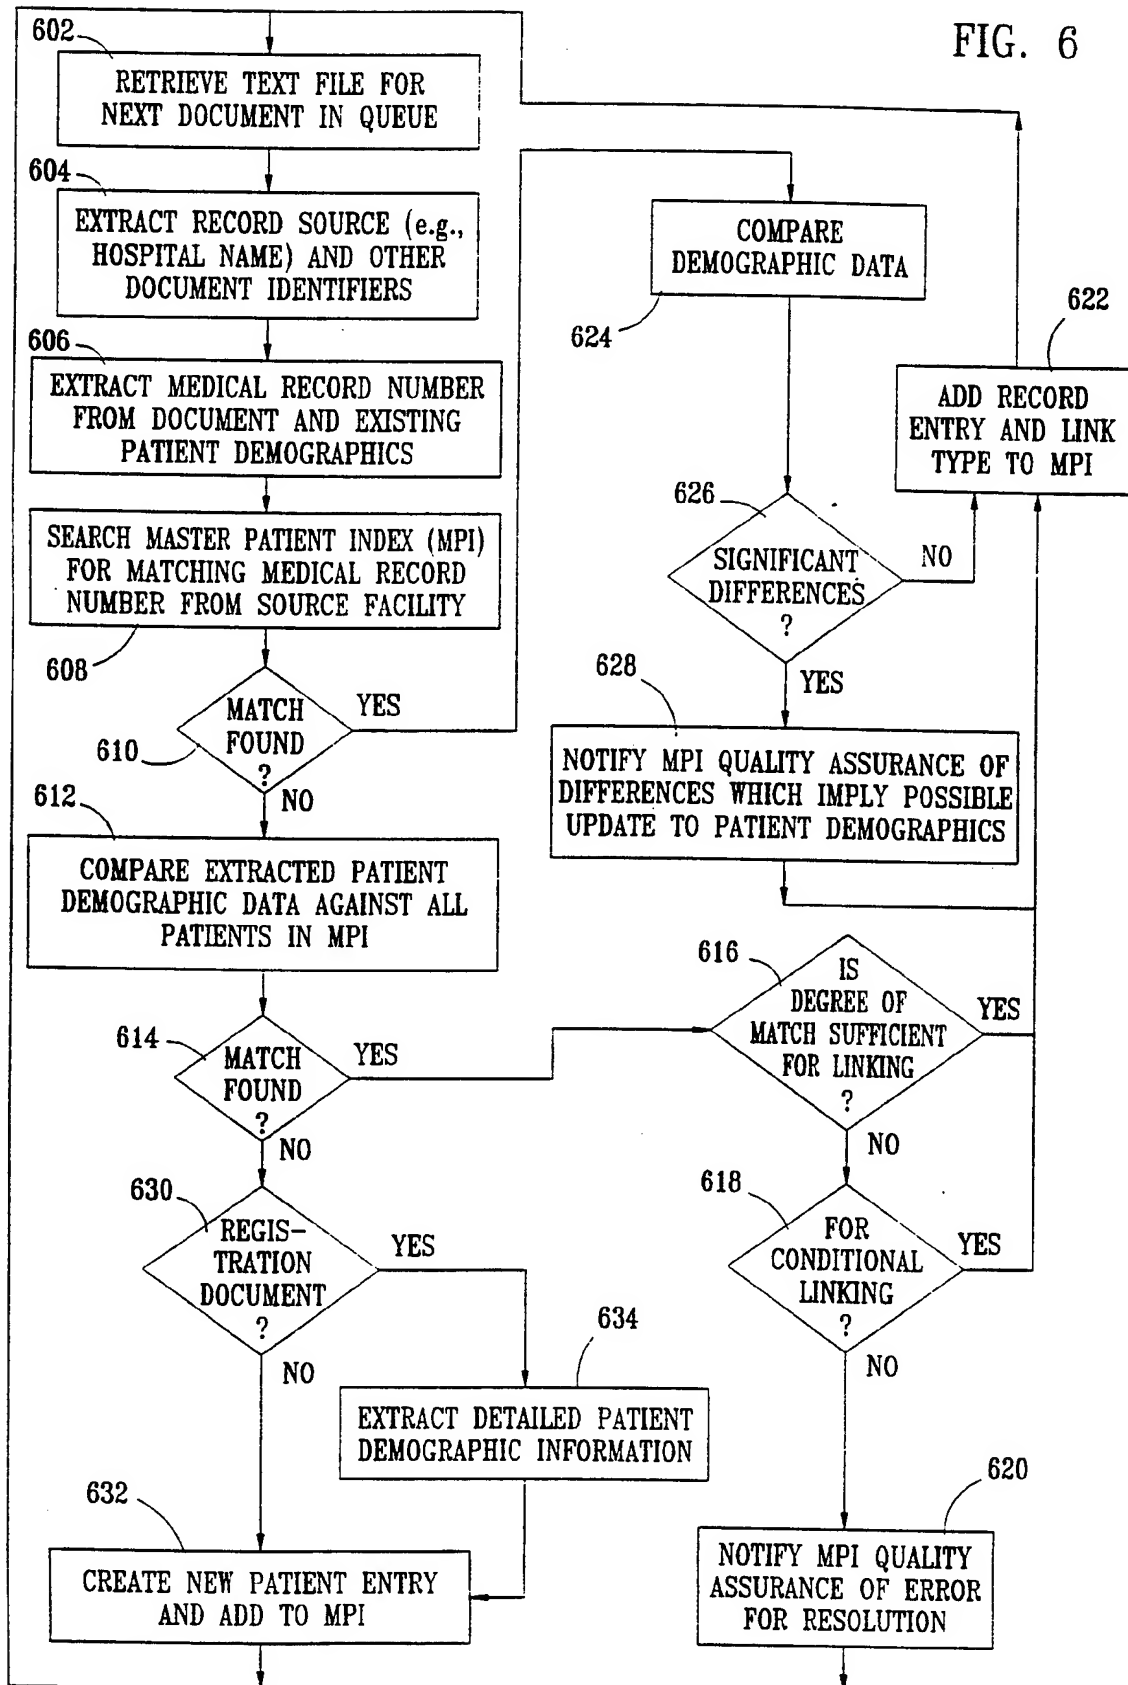 FIG. 6
602
RETRIEVE TEXT FILE FOR
NEXT DOCUMENT IN QUEUE
604
EXTRACT RECORD SOURCE (e.g.,
HOSPITAL NAME) AND OTHER
DOCUMENT IDENTIFIERS
606
EXTRACT MEDICAL RECORD NUMBER
FROM DOCUMENT AND EXISTING
PATIENT DEMOGRAPHICS
SEARCH MASTER PATIENT INDEX (MPI)
FOR MATCHING MEDICAL RECORD
NUMBER FROM SOURCE FACILITY
608
MATCH
FOUND
?
YES
610
NO
612
COMPARE EXTRACTED PATIENT
DEMOGRAPHIC DATA AGAINST ALL
PATIENTS IN MPI
614
MATCH
FOUND
?
YES
NO
630
REGIS-
TRATION
DOCUMENT
?
YES
NO
634
EXTRACT DETAILED PATIENT
DEMOGRAPHIC INFORMATION
632
CREATE NEW PATIENT ENTRY
AND ADD TO MPI
COMPARE
DEMOGRAPHIC DATA
624
622
ADD RECORD
ENTRY AND LINK
TYPE TO MPI
626
SIGNIFICANT
DIFFERENCES
?
NO
YES
628
NOTIFY MPI QUALITY ASSURANCE OF
DIFFERENCES WHICH IMPLY POSSIBLE
UPDATE TO PATIENT DEMOGRAPHICS
616
IS
DEGREE OF
MATCH SUFFICIENT
FOR LINKING
?
YES
NO
618
FOR
CONDITIONAL
LINKING
?
YES
NO
620
NOTIFY MPI QUALITY
ASSURANCE OF ERROR
FOR RESOLUTION